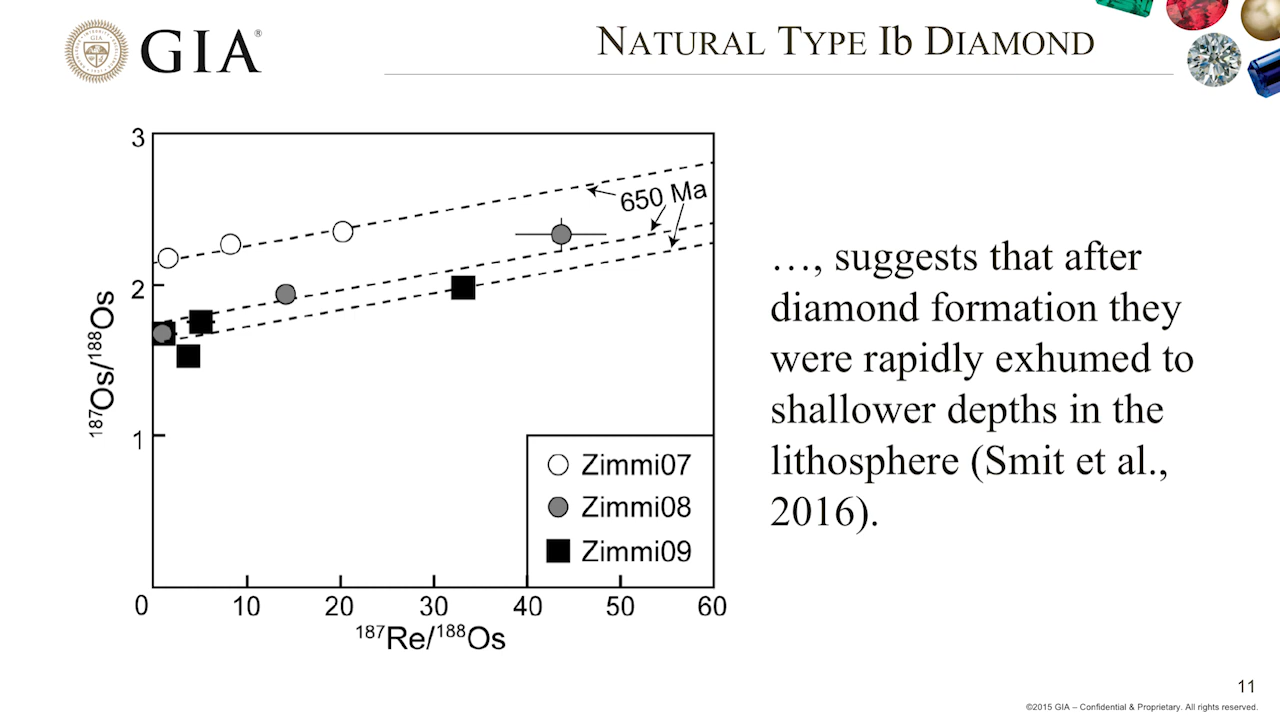 GIA®
NATURAL TYPE Ib DIAMOND
3
2
1
0
10
20
30
40
50
60
187Os/188Os
187Re/188Os
650 Ma
Zimmi07
Zimmi08
Zimmi09
…, suggests that after
diamond formation they
were rapidly exhumed to
shallower depths in the
lithosphere (Smit et al.,
2016).
11
©2015 GIA – Confidential & Proprietary. All rights reserved.